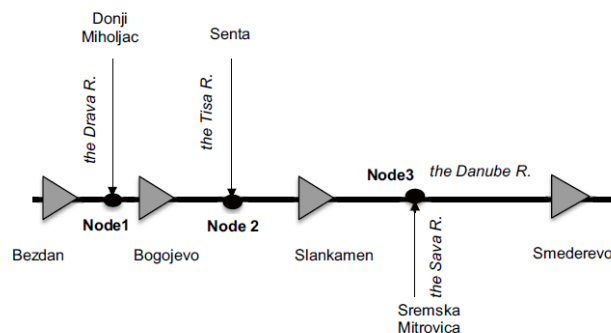 Donji
Miholjac
Senta
the Drava R.
the Tisa R.
Node3
the Danube R.
Node1
Node 2
Bezdan
Bogojevo
Slankamen
the Sava R.
Smederevo
Sremska
Mitrovica